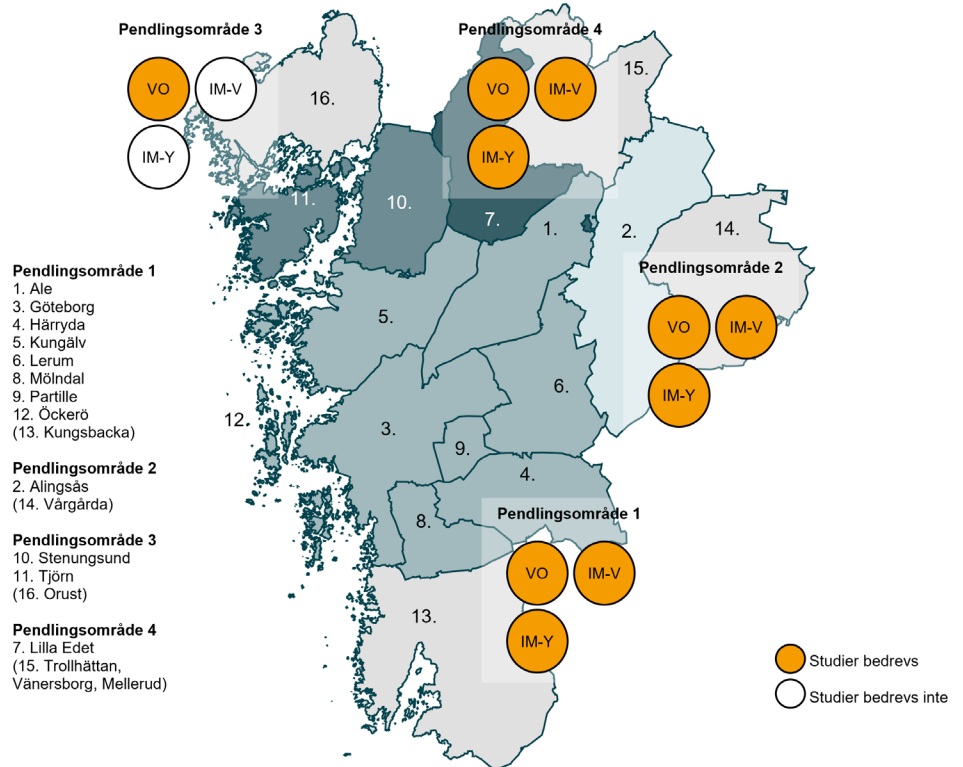 Pendlingsområde 3
VO
IM-V
IM-Y
16.
Pendlingsområde 4
VO
IM-V
IM-Y
15.
11.
10.
7.
1.
2.
14.
Pendlingsområde 2
VO
IM-V
IM-Y
5.
6.
12.
3.
9.
4.
8.
Pendlingsområde 1
VO
IM-V
IM-Y
13.
Pendlingsområde 1
1. Ale
3. Göteborg
4. Härryda
5. Kungälv
6. Lerum
8. Mölndal
9. Partille
12. Öckerö
(13. Kungsbacka)
Pendlingsområde 2
2. Alingsås
(14. Vårgårda)
Pendlingsområde 3
10. Stenungsund
11. Tjörn
(16. Orust)
Pendlingsområde 4
7. Lilla Edet
(15. Trollhättan,
Vänersborg, Mellerud)
Studier bedrevs
Studier bedrevs inte